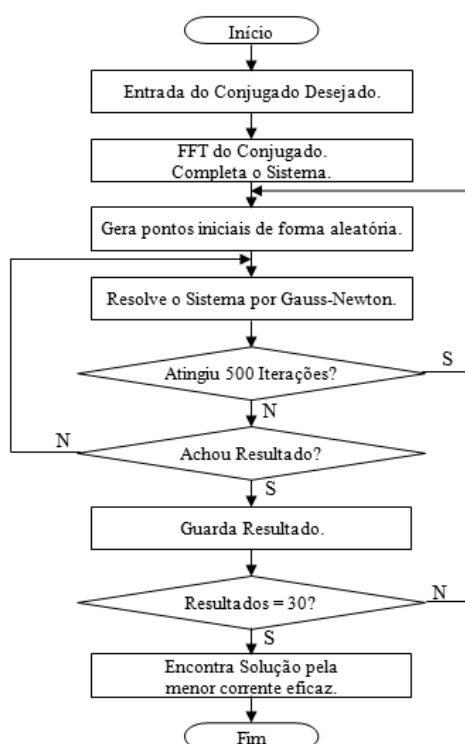 Início
Entrada do Conjugado Desejado.
FFT do Conjugado.
Completa o Sistema.
Gera pontos iniciais de forma aleatória.
Resolve o Sistema por Gauss-Newton.
Atingiu 500 Iterações?
S
N
Achou Resultado?
N
S
Guarda Resultado.
Resultados = 30?
N
S
Encontra Solução pela
menor corrente eficaz.
Fim